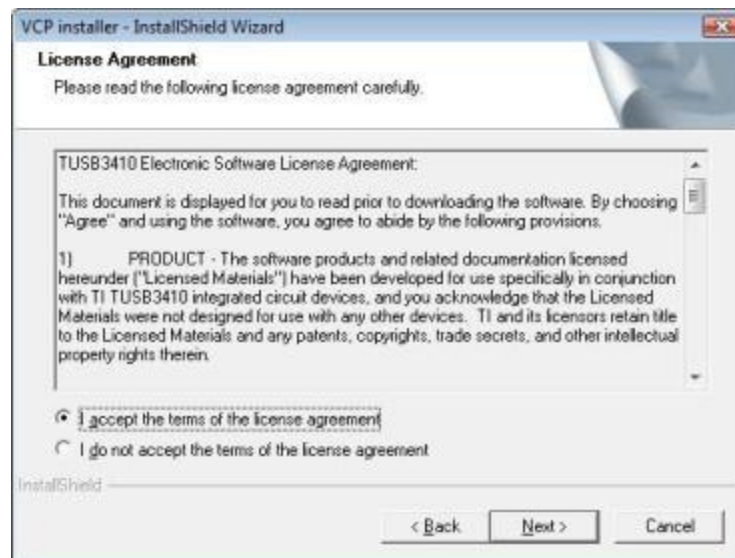 VCP installer - InstallShield Wizard
License Agreement
Please read the following license agreement carefully.
TUSB3410 Electronic Software License Agreement:
This document is displayed for you to read prior to downloading the software. By choosing
"Agree" and using the software, you agree to abide by the following provisions.
1) PRODUCT - The software products and related documentation licensed
hereunder ("Licensed Materials") have been developed for use specifically in conjunction
with TI TUSB3410 integrated circuit devices, and you acknowledge that the Licensed
Materials were not designed for use with any other devices. TI and its licensors retain title
to the Licensed Materials and any patents, copyrights, trade secrets, and other intellectual
property rights therein.
I accept the terms of the license agreement
I do not accept the terms of the license agreement
InstallShield
< Back
Next >
Cancel